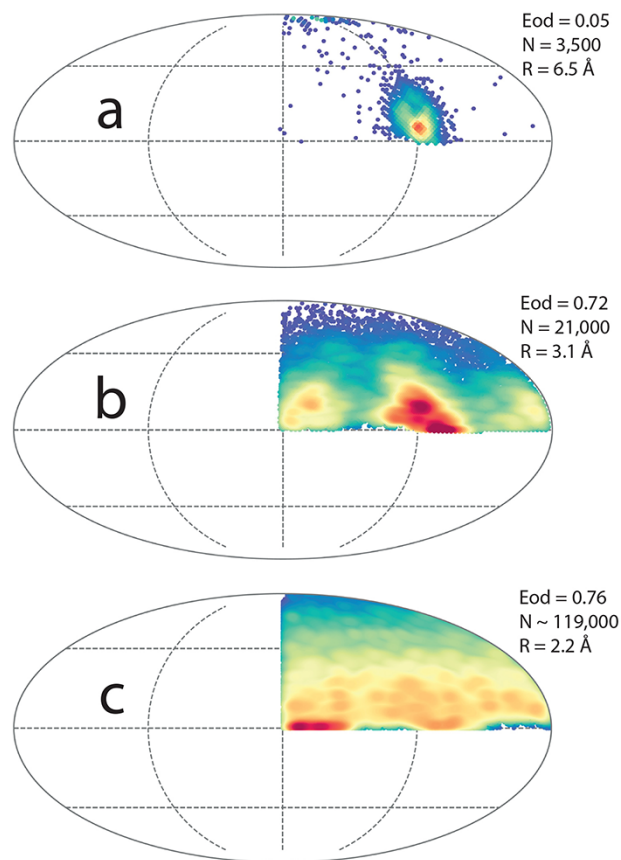 Eod = 0.05
N = 3,500
R = 6.5 Å
a
Eod = 0.72
N = 21,000
R = 3.1 Å
b
Eod = 0.76
N ~ 119,000
R = 2.2 Å
c